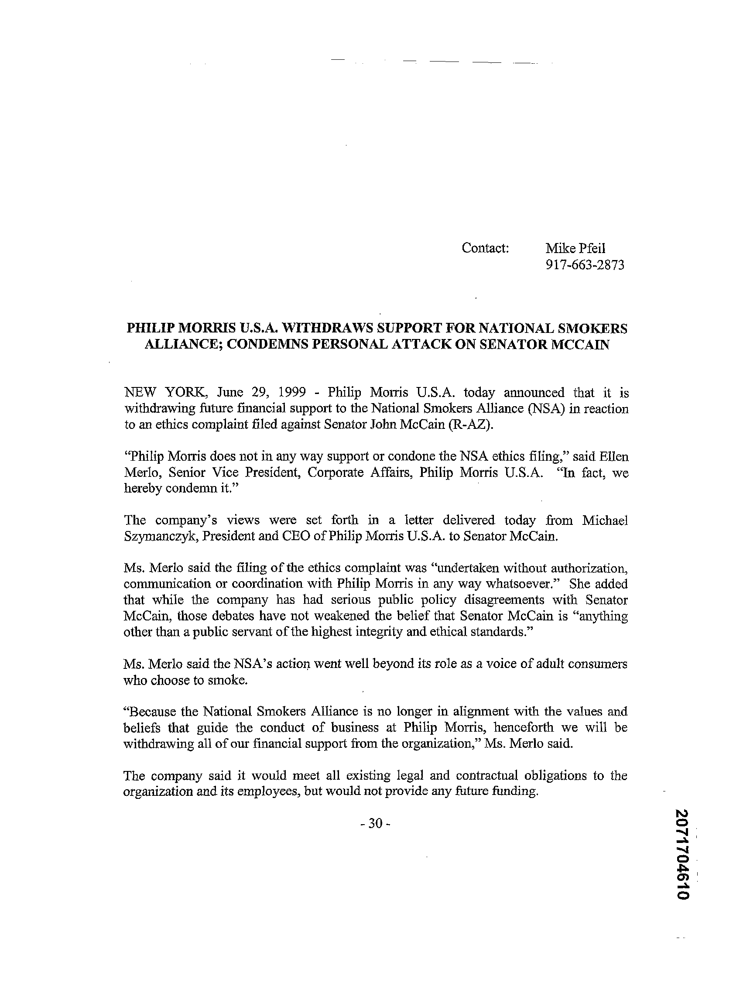 Contact: Mike Pfeil
917-663-2873
PHILIP MORRIS U.S.A. WITHDRAWS SUPPORT FOR NATIONAL SMOKERS
ALLIANCE; CONDEMNS PERSONAL ATTACK ON SENATOR MCCAIN
NEW YORK, June 29, 1999 - Philip Morris U.S.A. today announced that it is
withdrawing future financial support to the National Smokers Alliance (NSA) in reaction
to an ethics complaint filed against Senator John McCain (R-AZ).
“Philip Morris does not in any way support or condone the NSA ethics filing,” said Ellen
Merlo, Senior Vice President, Corporate Affairs, Philip Morris U.S.A. “In fact, we
hereby condemn it.”
The company’s views were set forth in a letter delivered today from Michael
Szymanczyk, President and CEO of Philip Morris U.S.A. to Senator McCain.
Ms. Merlo said the filing of the ethics complaint was “undertaken without authorization,
communication or coordination with Philip Morris in any way whatsoever.” She added
that while the company has had serious public policy disagreements with Senator
McCain, those debates have not weakened the belief that Senator McCain is “anything
other than a public servant of the highest integrity and ethical standards.”
Ms. Merlo said the NSA’s action went well beyond its role as a voice of adult consumers
who choose to smoke.
“Because the National Smokers Alliance is no longer in alignment with the values and
beliefs that guide the conduct of business at Philip Morris, henceforth we will be
withdrawing all of our financial support from the organization,” Ms. Merlo said.
The company said it would meet all existing legal and contractual obligations to the
organization and its employees, but would not provide any future funding.
- 30 -
2071704610